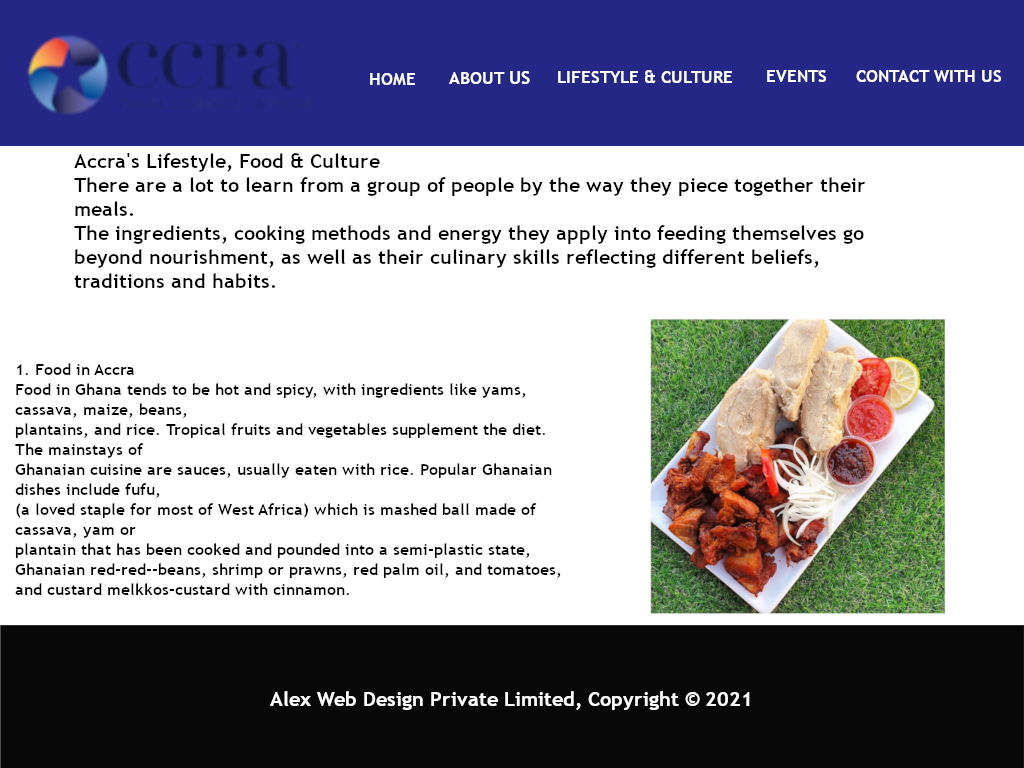 ccra
HOME
ABOUT US
LIFESTYLE & CULTURE
EVENTS
CONTACT WITH US
Accra's Lifestyle, Food & Culture
There are a lot to learn from a group of people by the way they piece together their
meals.
The ingredients, cooking methods and energy they apply into feeding themselves go
beyond nourishment, as well as their culinary skills reflecting different beliefs,
traditions and habits.
1. Food in Accra
Food in Ghana tends to be hot and spicy, with ingredients like yams,
cassava, maize, beans,
plantains, and rice. Tropical fruits and vegetables supplement the diet.
The mainstays of
Ghanaian cuisine are sauces, usually eaten with rice. Popular Ghanaian
dishes include fufu,
(a loved staple for most of West Africa) which is mashed ball made of
cassava, yam or
plantain that has been cooked and pounded into a semi-plastic state,
Ghanaian red-red--beans, shrimp or prawns, red palm oil, and tomatoes,
and custard melkkos-custard with cinnamon.
Alex Web Design Private Limited, Copyright © 2021